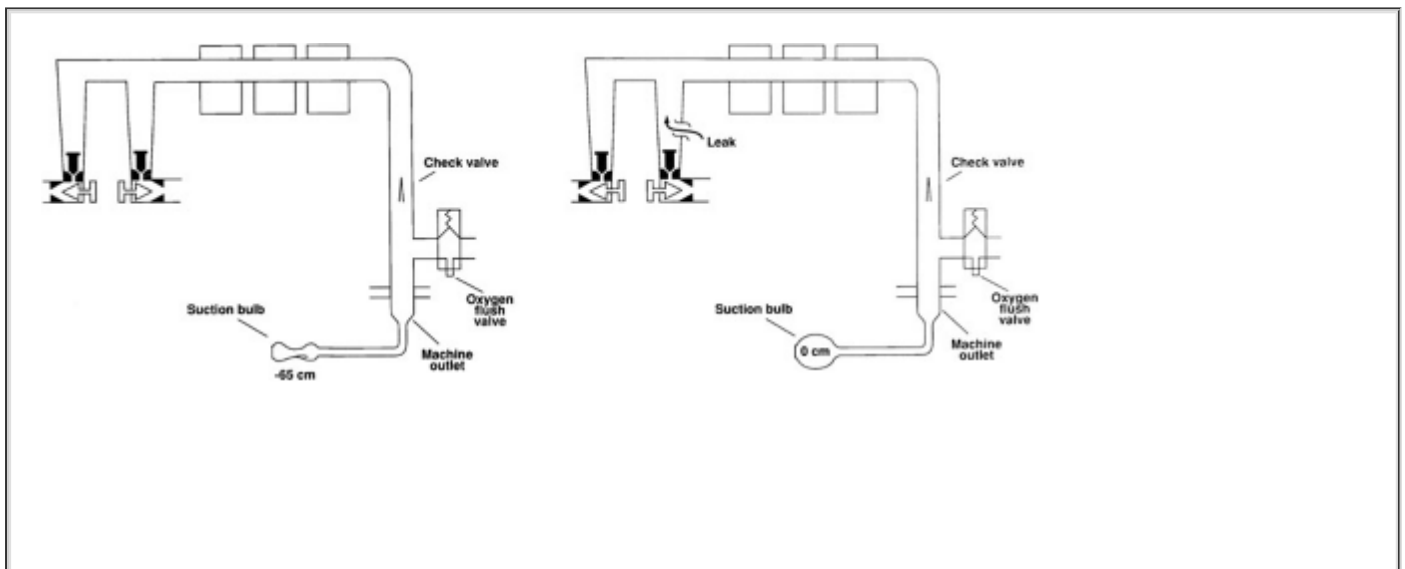 Check valve
Suction bulb
-65 cm
Oxygen
flush
valve
Machine
outlet
Leak
Check valve
Suction bulb
0 cm
Oxygen
flush
valve
Machine
outlet